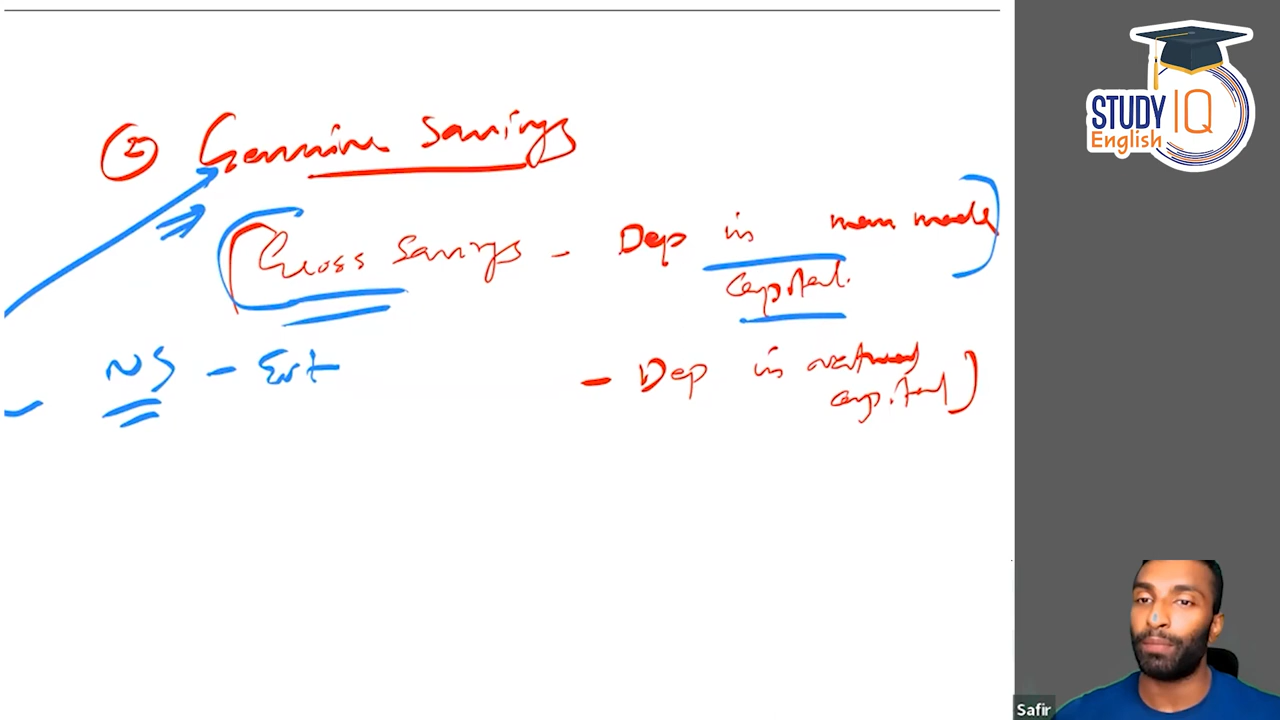 ② Genuine Savings
(Gross Savings - Dep in man made
capital.
NS - Ext
- Dep in natural
capital)
STUDY IQ
English
Safir